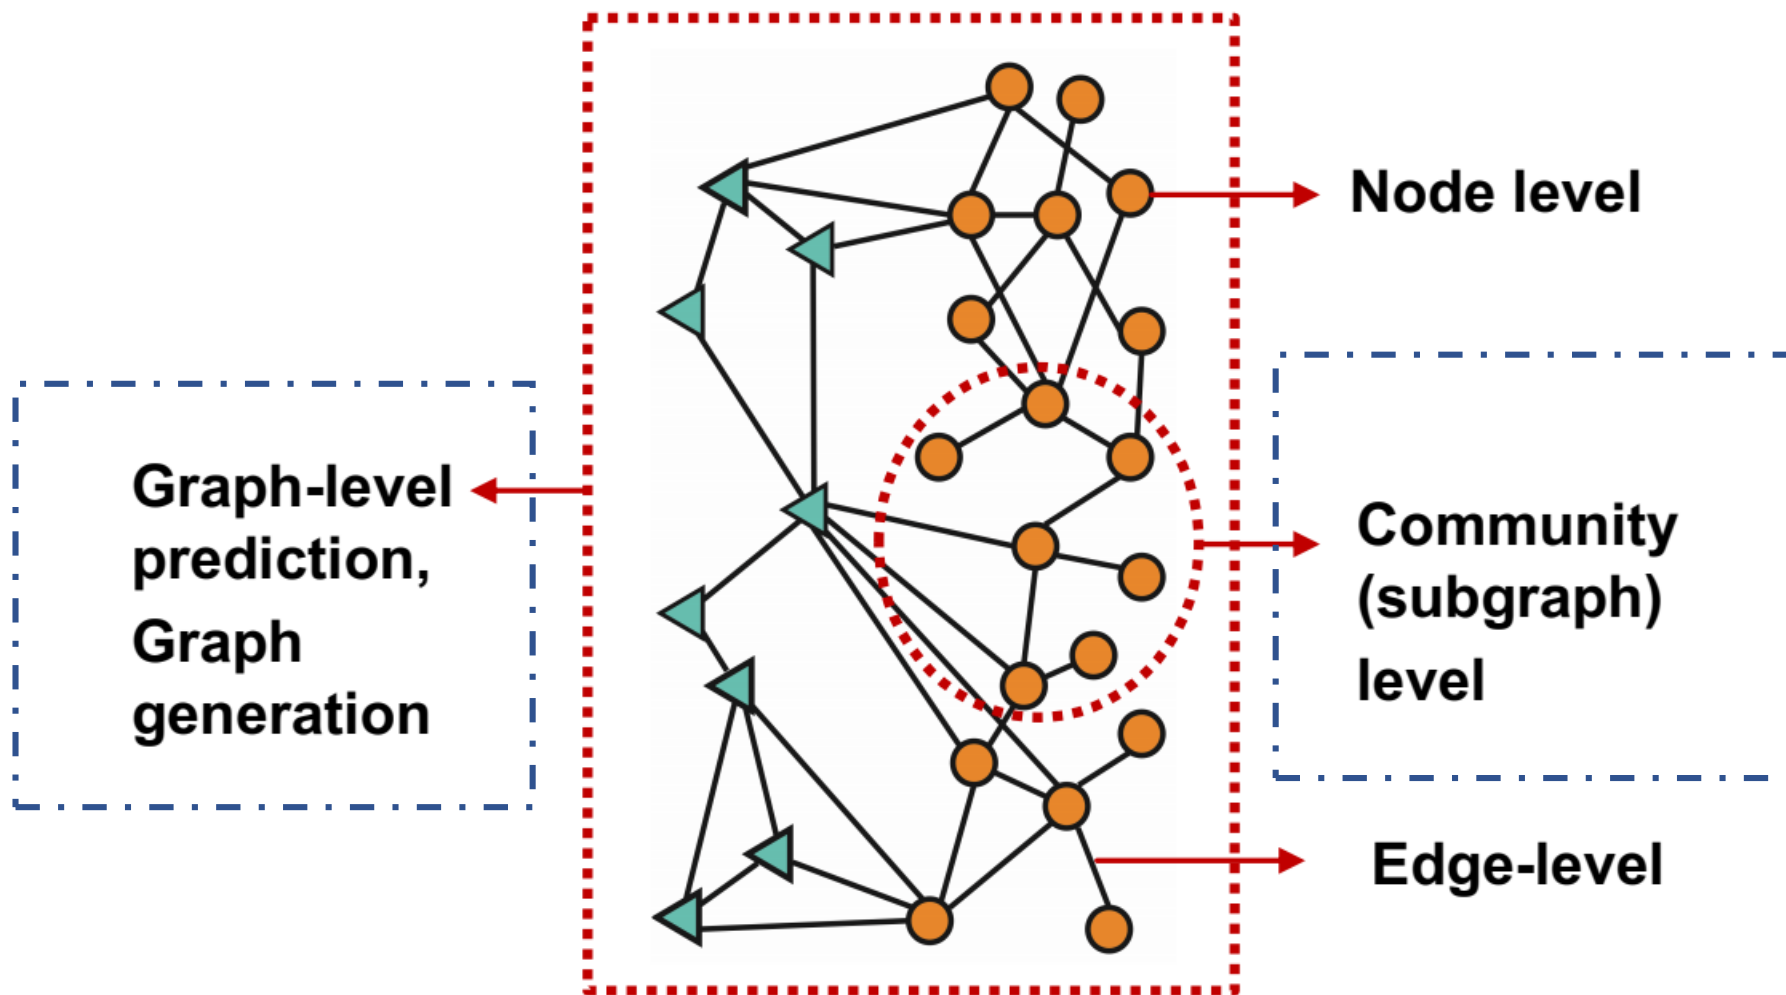 Node level
Graph-level
prediction,
Graph
generation
Community
(subgraph)
level
Edge-level